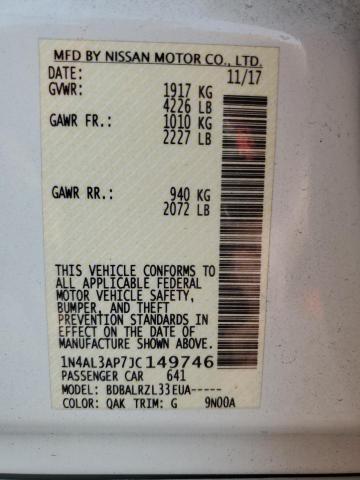 MFD BY NISSAN MOTOR CO., LTD.
DATE: 11/17
GVWR: 1917 KG
4226 LB
GAWR FR.: 1010 KG
2227 LB
GAWR RR.: 940 KG
2072 LB
THIS VEHICLE CONFORMS TO
ALL APPLICABLE FEDERAL
MOTOR VEHICLE SAFETY,
BUMPER, AND THEFT
PREVENTION STANDARDS IN
EFFECT ON THE DATE OF
MANUFACTURE SHOWN ABOVE.
1N4AL3AP7JC149746
PASSENGER CAR 641
MODEL: BDBALRZL33EUA-----
COLOR: QAK TRIM: G 9N00A